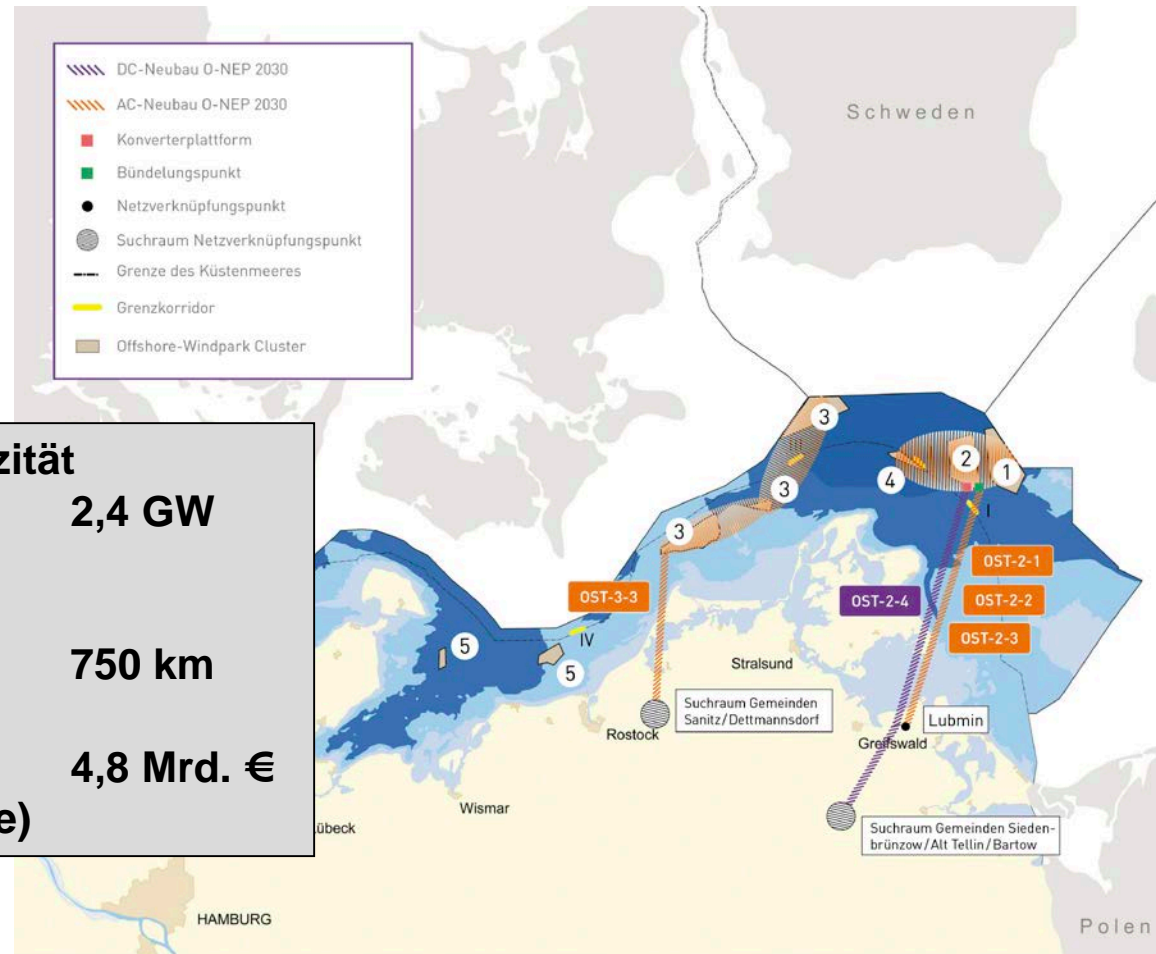 DC-Neubau O-NEP 2030
AC-Neubau O-NEP 2030
Konverterplattform
Bündelungspunkt
Netzverknüpfungspunkt
Suchraum Netzverknüpfungspunkt
Grenze des Küstenmeeres
Grenzkorridor
Offshore-Windpark Cluster
Schweden
zität
2,4 GW
750 km
4,8 Mrd. €
e)
3
3
3
4
2
1
I
OST-2-1
OST-2-2
OST-2-3
OST-2-4
OST-3-3
IV
5
5
Stralsund
Suchraum Gemeinden
Sanitz/Dettmannsdorf
Rostock
Lubmin
Greifswald
Wismar
übeck
Suchraum Gemeinden Sieden-
brünzow/Alt Tellin/Bartow
HAMBURG
Polen